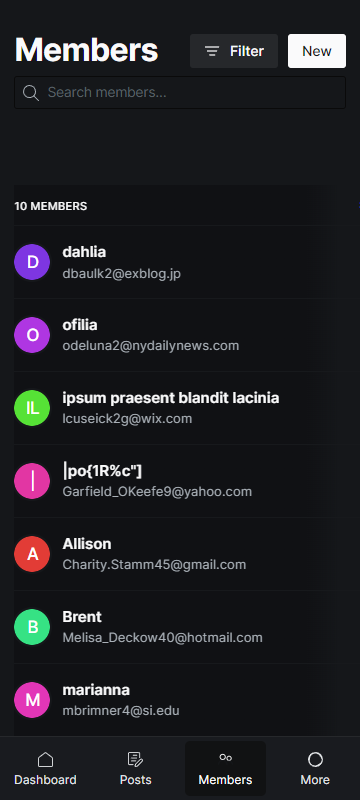 Members
Filter
New
Search members...
10 MEMBERS
D
dahlia
dbaulk2@exblog.jp
O
ofilia
odeluna2@nydailynews.com
IL
ipsum praesent blandit lacinia
lcuseick2g@wix.com
|
|po{1R%c"]
Garfield_OKeefe9@yahoo.com
A
Allison
Charity.Stamm45@gmail.com
B
Brent
Melisa_Deckow40@hotmail.com
M
marianna
mbrimner4@si.edu
Dashboard
Posts
Members
More